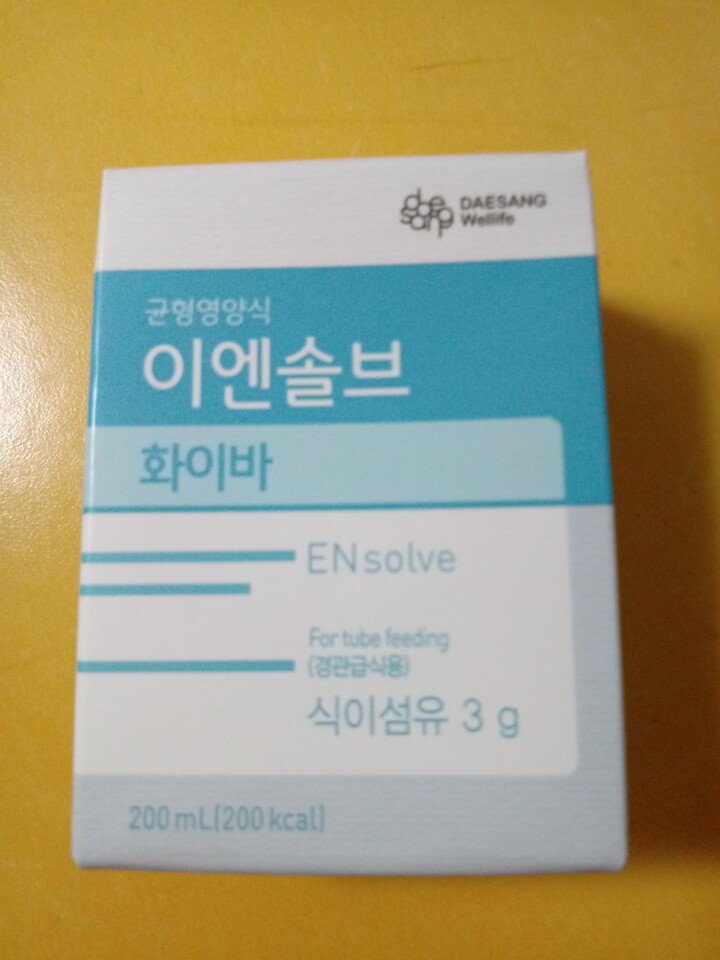 daesang
DAESANG
Wellife
균형영양식
이엔솔브
화이바
ENsolve
For tube feeding
(경관급식용)
식이섬유 3 g
200 mL(200 kcal)